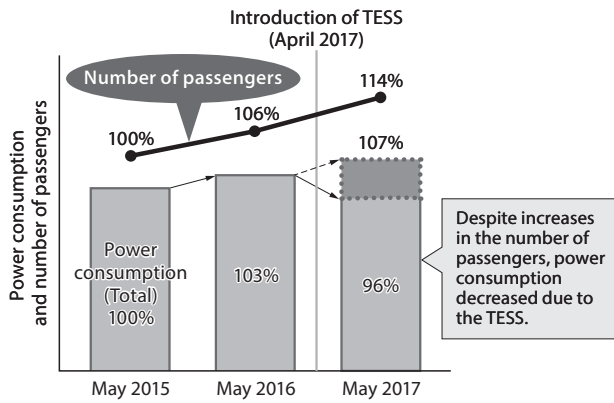 Introduction of TESS
(April 2017)
Number of passengers
114%
106%
100%
107%
Power consumption
and number of passengers
Power
consumption
(Total)
100%
103%
96%
Despite increases
in the number of
passengers, power
consumption
decreased due to
the TESS.
May 2015
May 2016
May 2017